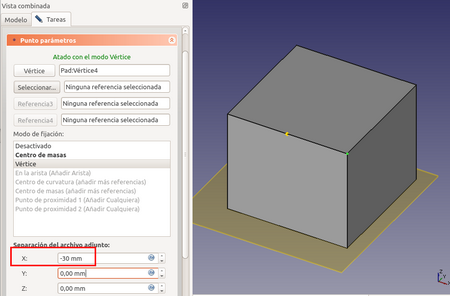 Vista combinada
Modelo Tareas
Punto parámetros
Atado con el modo Vértice
Vértice Pad:Vértice4
Seleccionar... Ninguna referencia seleccionada
Referencia3 Ninguna referencia seleccionada
Referencia4 Ninguna referencia seleccionada
Modo de fijación:
Desactivado
Centro de masas
Vértice
En la arista (Añadir Arista)
Centro de curvatura (añadir más referencias)
Centro de masas (añadir más referencias)
Punto de proximidad 1 (Añadir Cualquiera)
Punto de proximidad 2 (Añadir Cualquiera)
Separación del archivo adjunto:
X: -30 mm
Y: 0,00 mm
Z: 0,00 mm